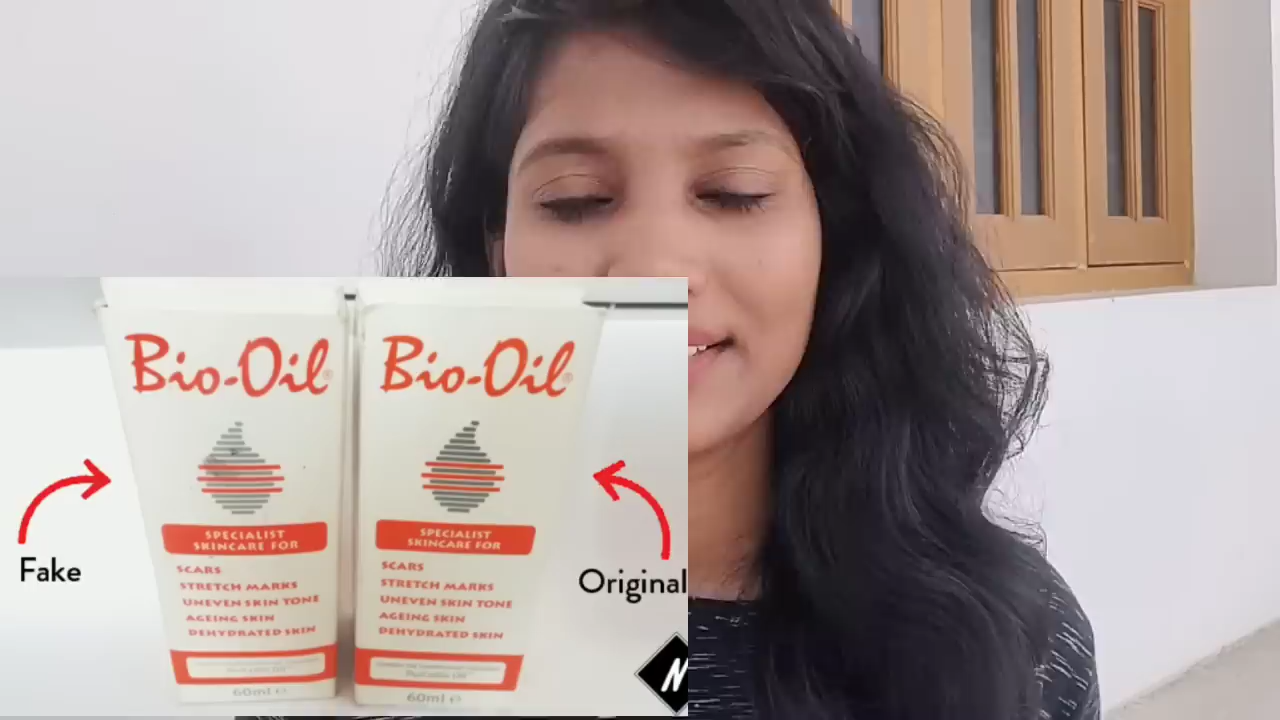 Bio-Oil®
SPECIALIST
SKINCARE FOR
SCARS
STRETCH MARKS
UNEVEN SKIN TONE
AGEING SKIN
DEHYDRATED SKIN
60ml ℮
Bio-Oil®
SPECIALIST
SKINCARE FOR
SCARS
STRETCH MARKS
UNEVEN SKIN TONE
AGEING SKIN
DEHYDRATED SKIN
60ml ℮
Fake
Original
N